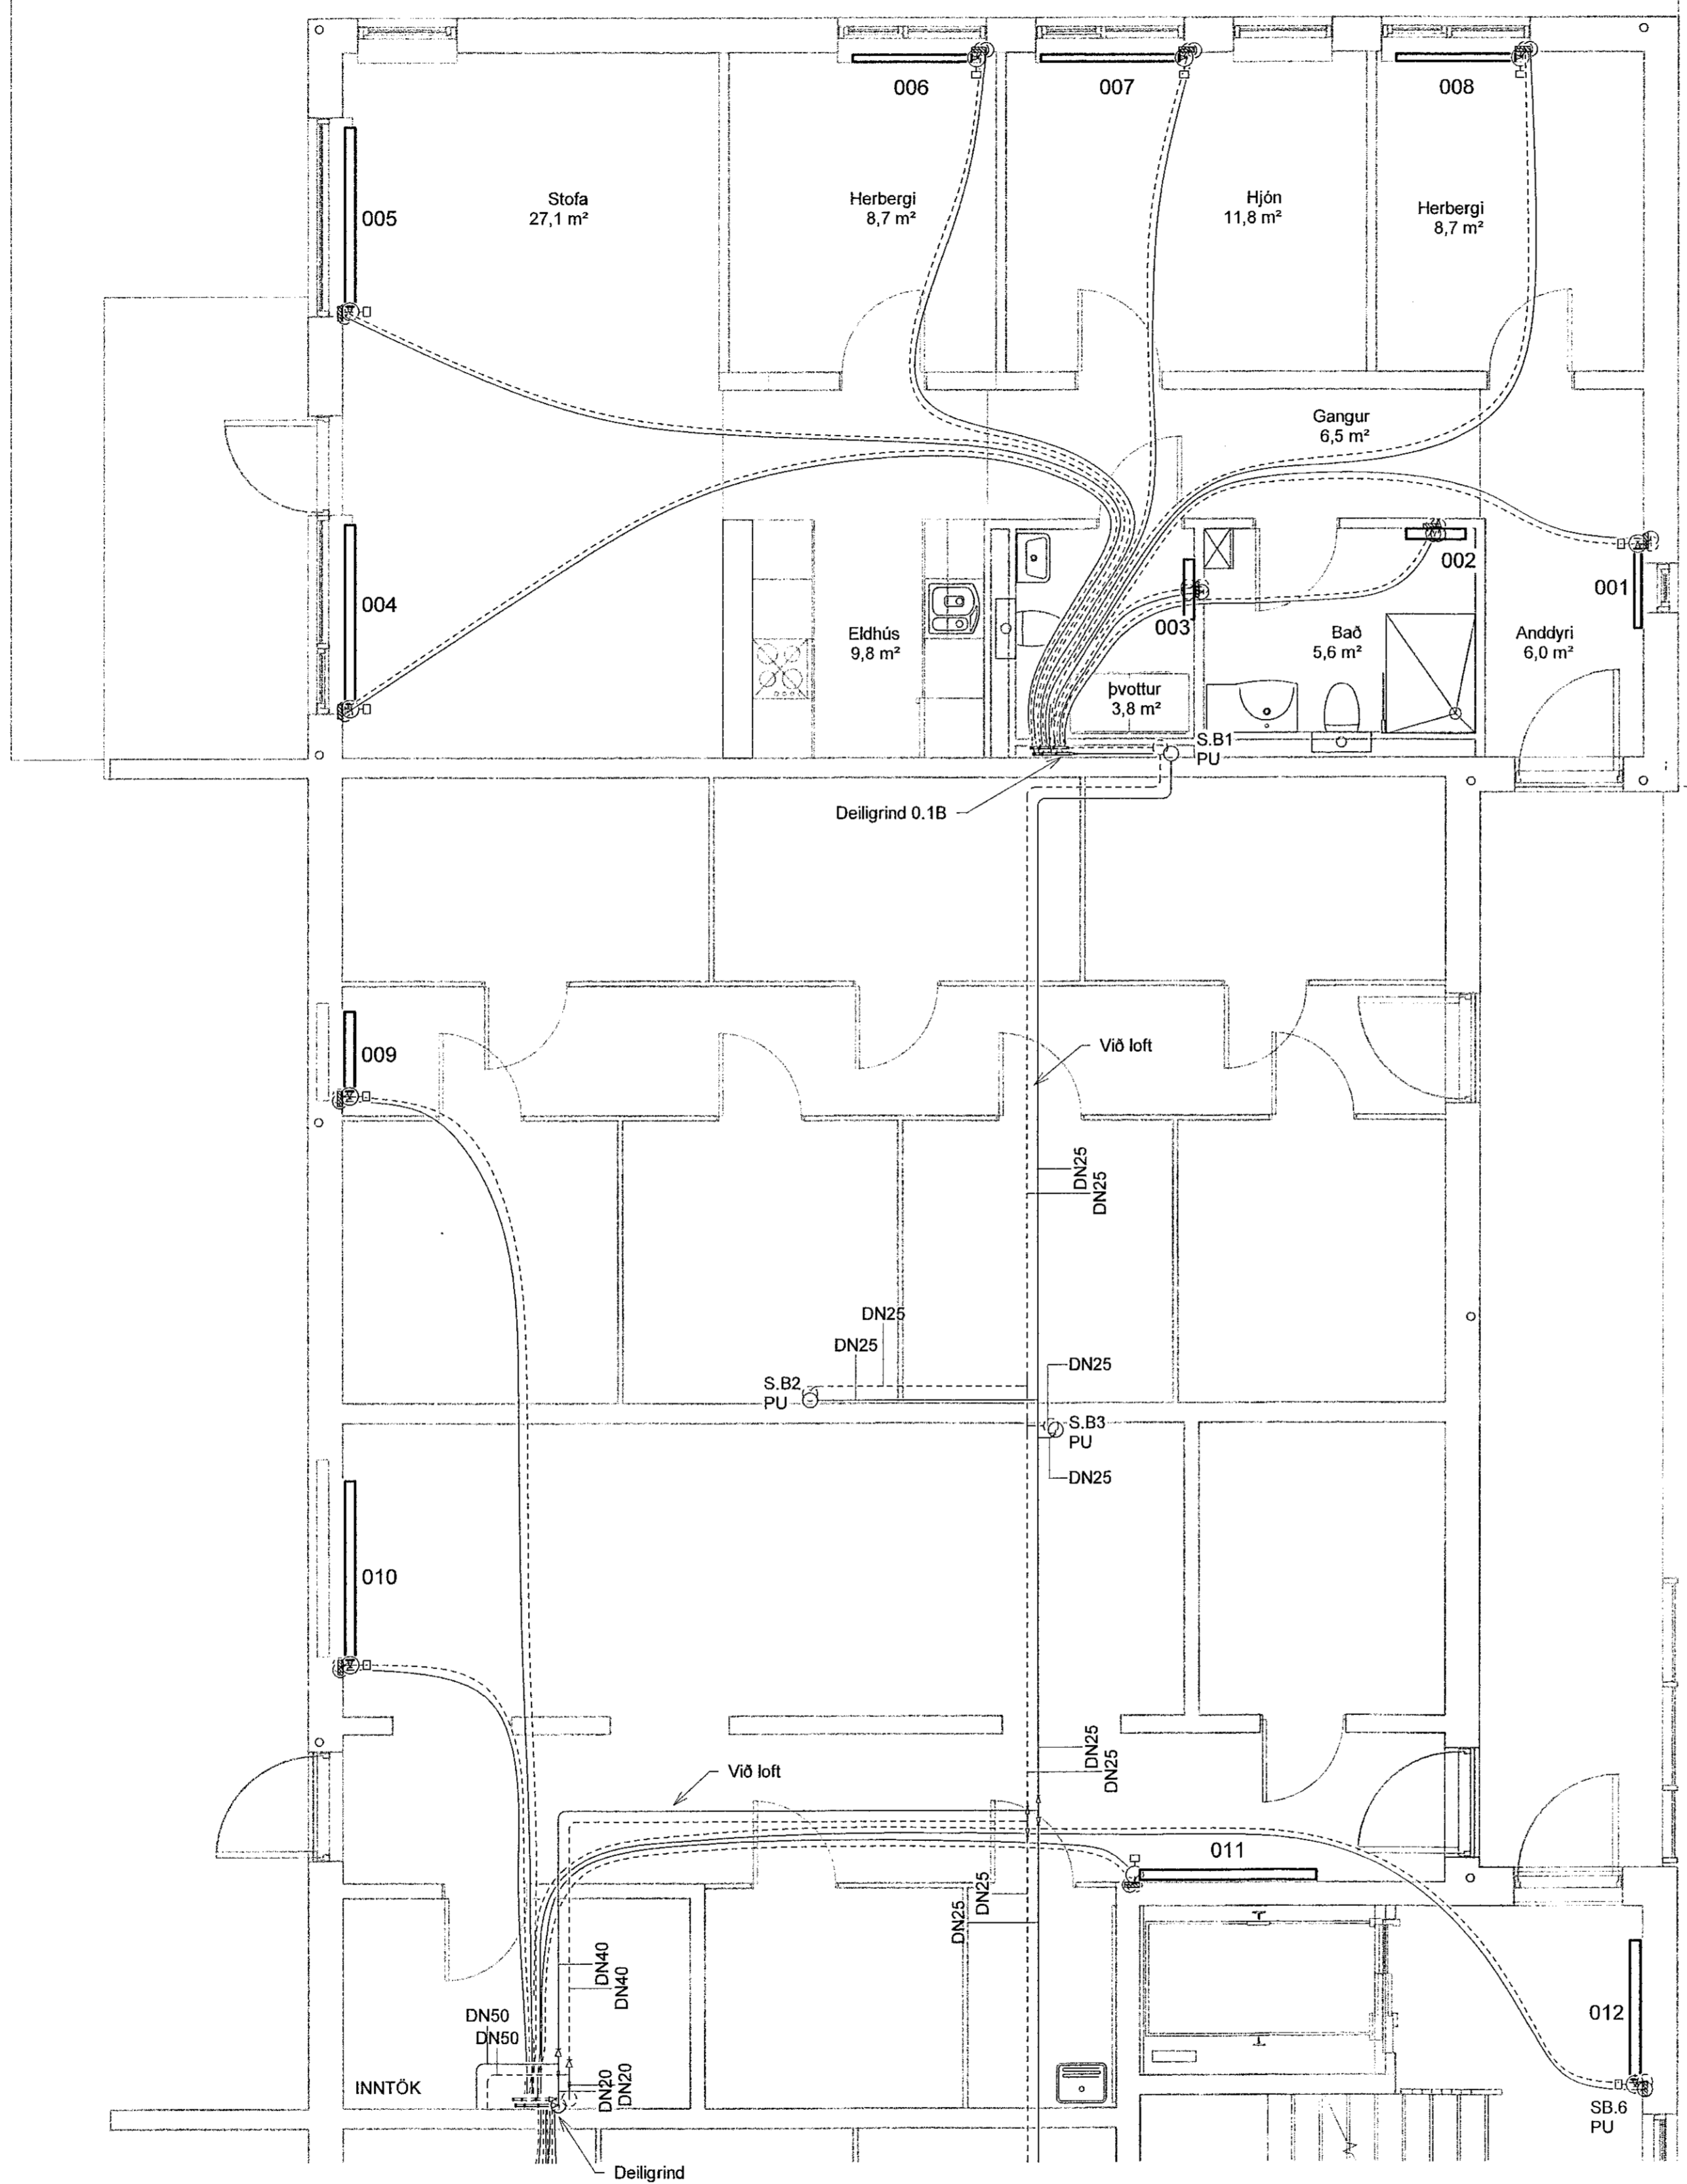 006
007
008
005
Stofa
27,1 m²
Herbergi
8,7 m²
Hjón
11,8 m²
Herbergi
8,7 m²
Gangur
6,5 m²
004
002
001
003
Eldhús
9,8 m²
Bað
5,6 m²
Anddyri
6,0 m²
Þvottur
3,8 m²
S.B1
PU
Deiligrind 0.1B
009
Við loft
DN25
DN25
DN25
DN25
S.B2
PU
DN25
S.B3
PU
DN25
010
DN25
DN25
Við loft
011
DN25
DN25
DN40
DN40
DN50
DN50
012
DN20
DN20
INNTÖK
SB.6
PU
Deiligrind